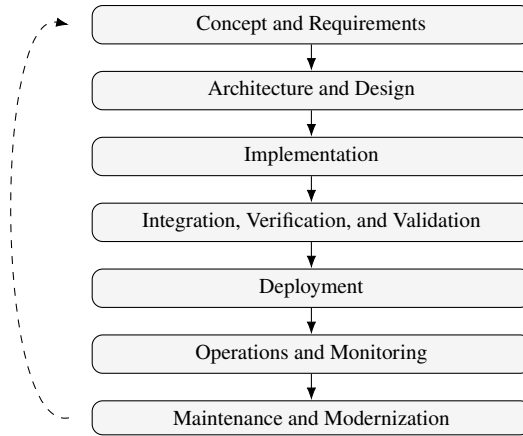 Concept and Requirements
Architecture and Design
Implementation
Integration, Verification, and Validation
Deployment
Operations and Monitoring
Maintenance and Modernization